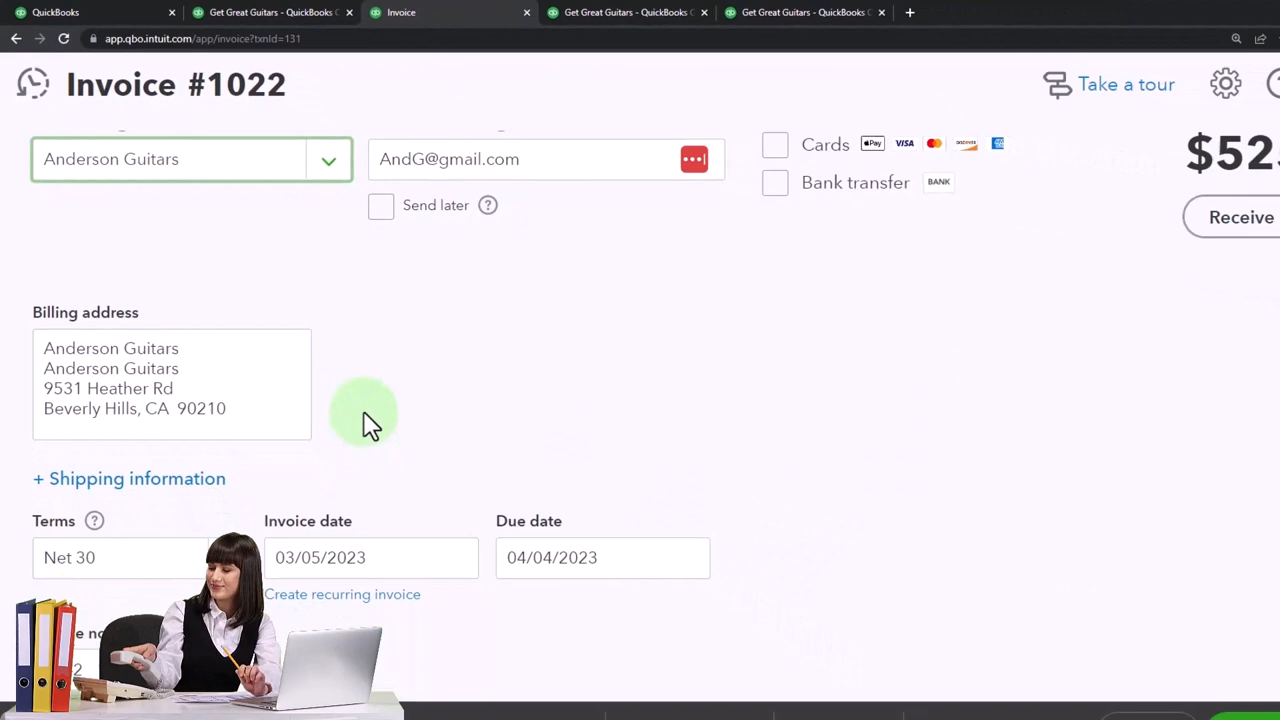 QuickBooks
Get Great Guitars - QuickBooks C
Invoice
Get Great Guitars - QuickBooks C
Get Great Guitars - QuickBooks C
app.qbo.intuit.com/app/invoice?txnId=131
Invoice #1022
Take a tour
Anderson Guitars
AndG@gmail.com
Cards
Pay
VISA
Bank transfer
BANK
$52
Send later
Receive
Billing address
Anderson Guitars
Anderson Guitars
9531 Heather Rd
Beverly Hills, CA 90210
+ Shipping information
Terms
Invoice date
Due date
Net 30
03/05/2023
04/04/2023
Create recurring invoice